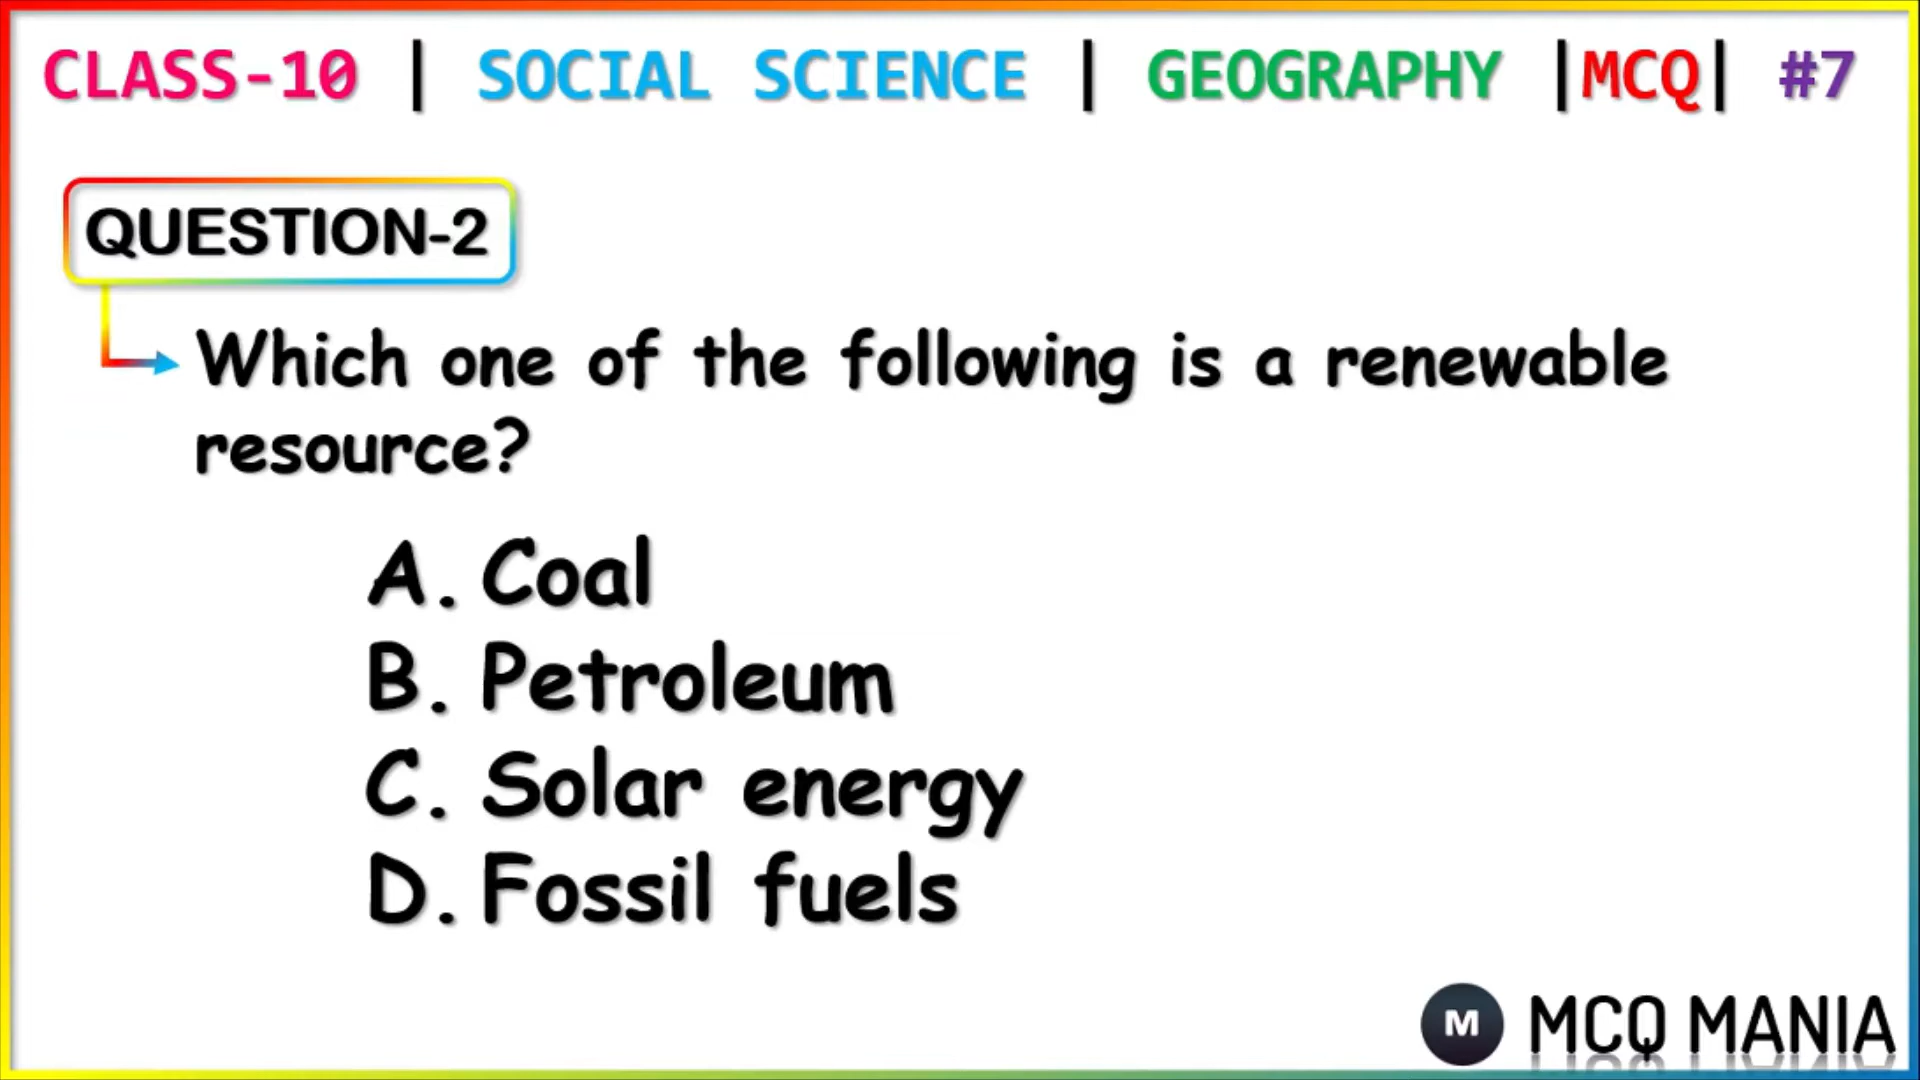 CLASS-10 | SOCIAL SCIENCE | GEOGRAPHY |MCQ| #7
QUESTION-2
Which one of the following is a renewable
resource?
A. Coal
B. Petroleum
C. Solar energy
D. Fossil fuels
M MCQ MANIA